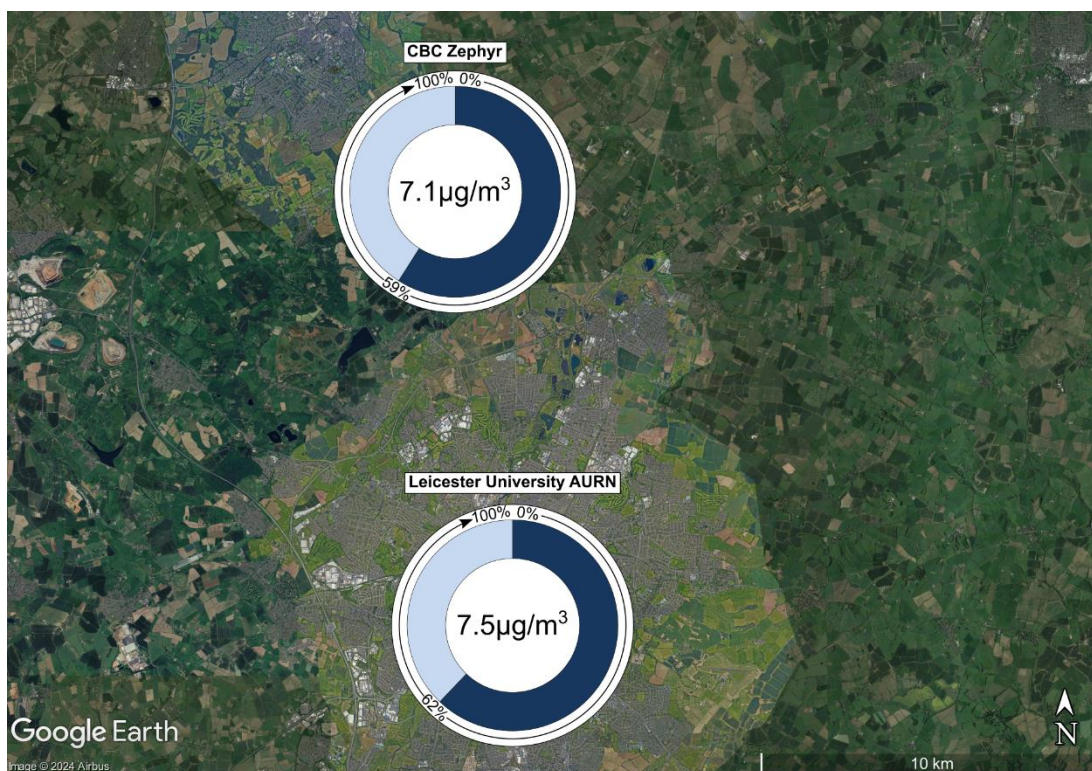 CBC Zephyr
100% 0%
7.1µg/m³
59%
Leicester University AURN
100% 0%
7.5µg/m³
62%
Google Earth
Image © 2024 Airbus
N
10 km